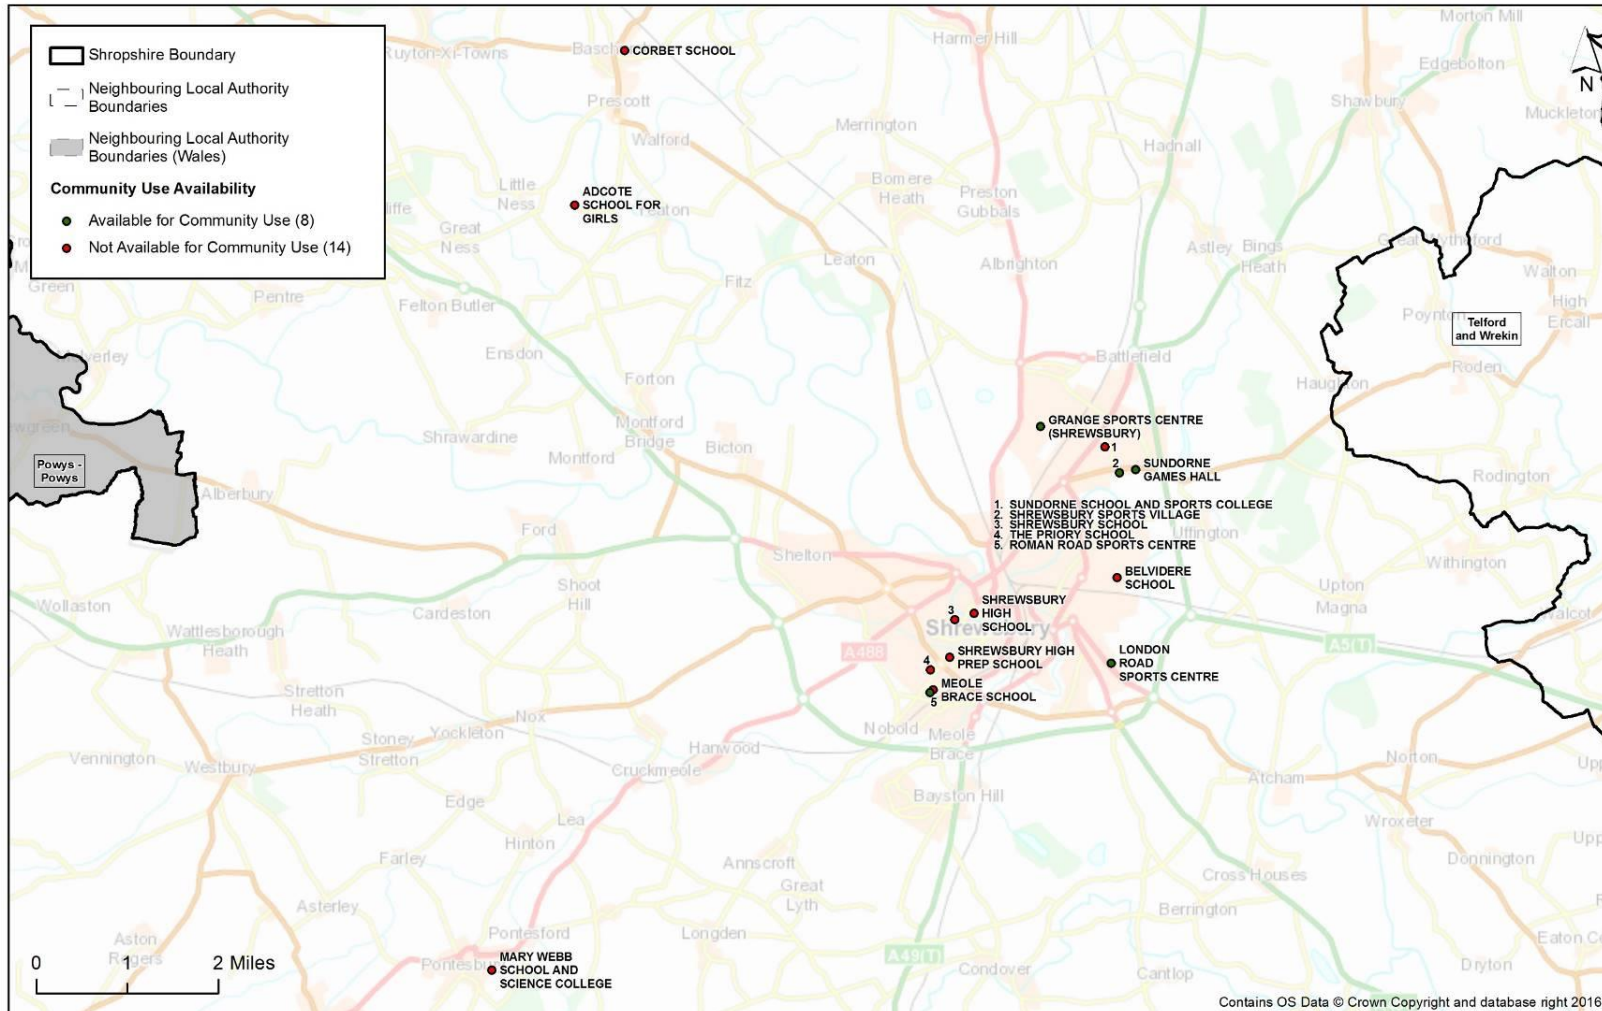 Shropshire Boundary
Neighbouring Local Authority
Boundaries
Neighbouring Local Authority
Boundaries (Wales)
Community Use Availability
Available for Community Use (8)
Not Available for Community Use (14)
Ruyton-Xi-Towns
CORBET SCHOOL
Harmer Hill
Morton Mill
Edgebolton
N
Prescott
Shawbury
Muckleton
Walford
Merrington
Hadnall
Little
Ness
ADCOTE
SCHOOL FOR
GIRLS
Bomere
Heath
Preston
Gubbals
Great
Ness
Astley
Bings
Heath
Leaton
Albrighton
Walton
Green
Pentre
Fitz
Felton Butler
High
Ercall
Telford
and Wrekin
Ensdon
Battlefield
Roden
Forton
Haughton
Montford
Bridge
GRANGE SPORTS CENTRE
(SHREWSBURY)
Shrawardine
Bicton
1
Montford
2
SUNDORNE
GAMES HALL
Powys -
Powys
Rodington
Alberbury
1. SUNDORNE SCHOOL AND SPORTS COLLEGE
2. SHREWSBURY SPORTS VILLAGE
3. SHREWSBURY SCHOOL
4. THE PRIORY SCHOOL
5. ROMAN ROAD SPORTS CENTRE
Ford
Uffington
Shelton
Withington
BELVIDERE
SCHOOL
Shoot
Hill
Upton
Magna
Wollaston
Cardeston
SHREWSBURY
HIGH
SCHOOL
3
Wattlesborough
Heath
Shrewsbury
A5(T)
A488
SHREWSBURY HIGH
PREP SCHOOL
LONDON
ROAD
SPORTS CENTRE
4
MEOLE
BRACE SCHOOL
5
Stretton
Heath
Nox
Nobold
Meole
Brace
Yockleton
Stoney
Stretton
Hanwood
Vennington
Westbury
Cruckmeole
Norton
Atcham
Bayston Hill
Edge
Lea
Wroxeter
Hinton
Farley
Annscroft
Donnington
Cross Houses
Great
Lyth
Asterley
Berrington
Pontesford
Longden
Aston
Rogers
A49(T)
0 1 2 Miles
MARY WEBB
SCHOOL AND
SCIENCE COLLEGE
Condover
Cantlop
Dryton
Contains OS Data © Crown Copyright and database right 2016